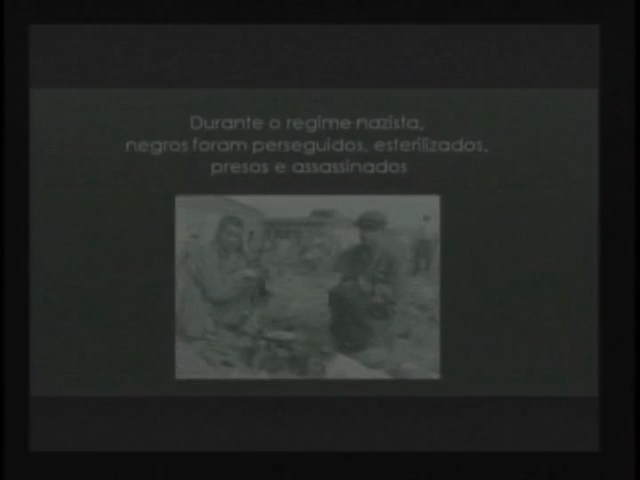 Durante o regime nazista,
negros foram perseguidos, esterilizados,
presos e assassinados